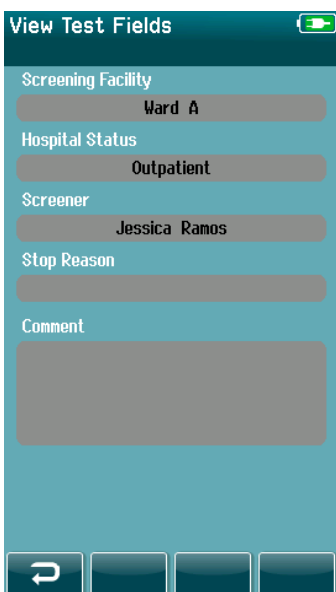 View Test Fields
Screening Facility
Ward A
Hospital Status
Outpatient
Screener
Jessica Ramos
Stop Reason
Comment